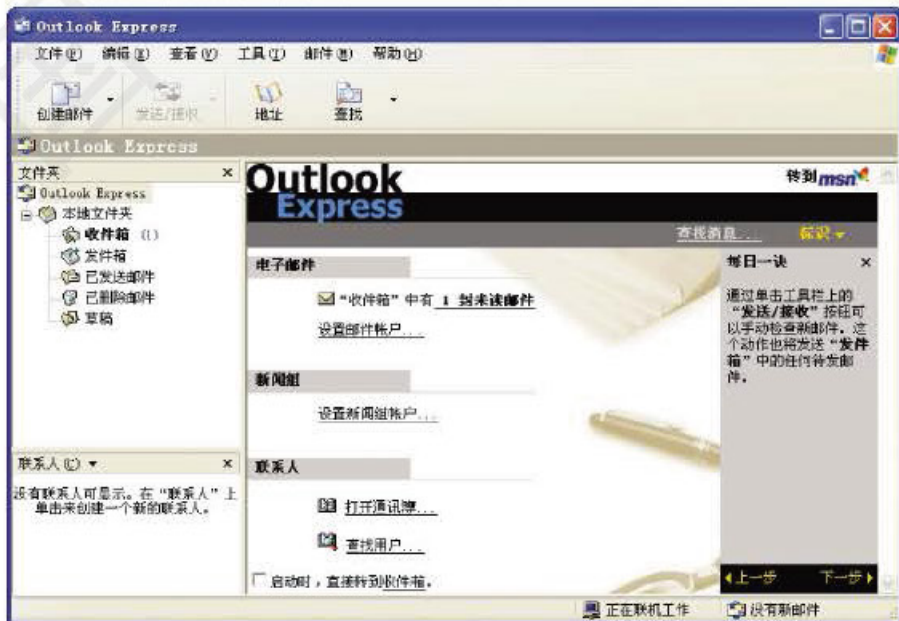 Outlook Express
文件(F) 编辑(E) 查看(V) 工具(T) 邮件(M) 帮助(H)
创建邮件 发送/接收 地址 查找
Outlook Express
文件夹 ×
Outlook Express
本地文件夹
收件箱 (1)
发件箱
已发送邮件
已删除邮件
草稿
联系人(C) ▼ ×
没有联系人可显示。在“联系人”上
单击来创建一个新的联系人。
Outlook
Express
转到 msn
查找消息... 标识
电子邮件
“收件箱”中有 1 封未读邮件
设置邮件帐户...
新闻组
设置新闻组帐户...
联系人
打开通讯簿...
查找用户...
启动时，直接转到收件箱。
每日一诀 ×
通过单击工具栏上的
“发送/接收”按钮可
以手动检查新邮件。这
个动作也将发送“发件
箱”中的任何待发邮
件。
上一步 下一步
正在联机工作 没有新邮件